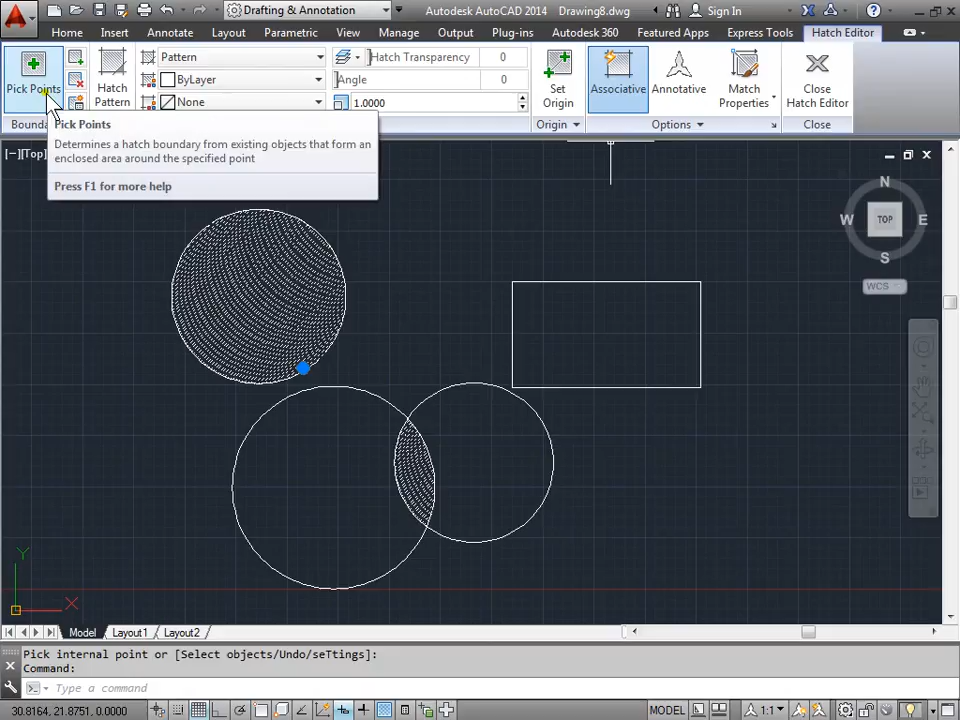 Drafting & Annotation
Autodesk AutoCAD 2014 Drawing8.dwg
Sign In
Home Insert Annotate Layout Parametric View Manage Output Plug-ins Autodesk 360 Featured Apps Express Tools Hatch Editor
Pick Points
Hatch Pattern
Pattern
ByLayer
None
Hatch Transparency 0
Angle 0
1.0000
Set Origin
Associative
Annotative
Match Properties
Close Hatch Editor
Origin
Options
Close
Pick Points
Determines a hatch boundary from existing objects that form an
enclosed area around the specified point
Press F1 for more help
[−][Top]
N
W TOP E
S
WCS
Y
X
Model Layout1 Layout2
Pick internal point or [Select objects/Undo/seTtings]:
Command:
Type a command
30.8164, 21.8751, 0.0000
MODEL
1:1